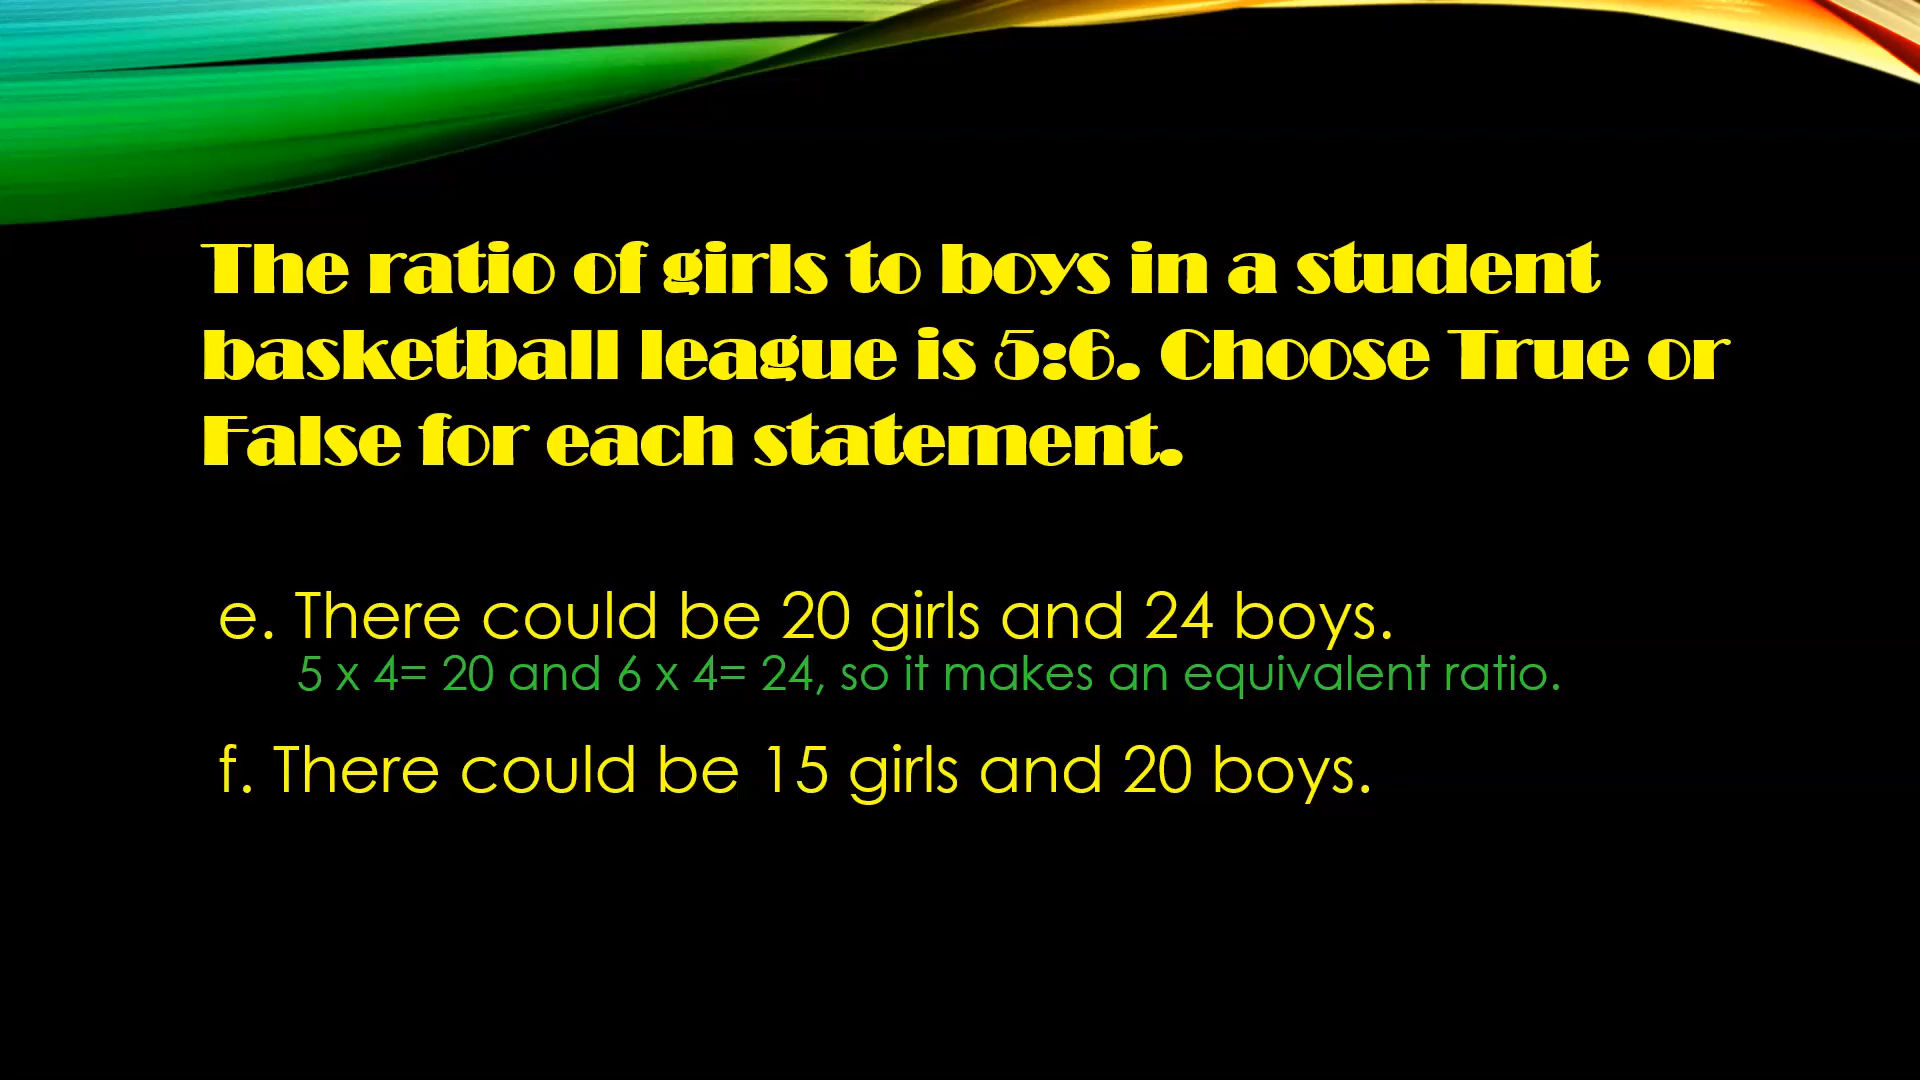 The ratio of girls to boys in a student
basketball league is 5:6. Choose True or
False for each statement.
e. There could be 20 girls and 24 boys.
5 x 4= 20 and 6 x 4= 24, so it makes an equivalent ratio.
f. There could be 15 girls and 20 boys.